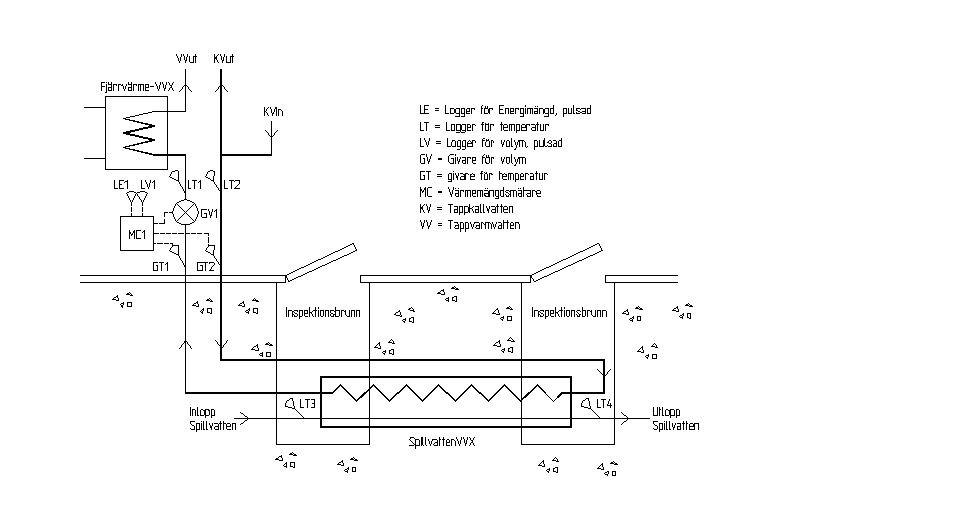 VVut KVut
Fjärrvärme-VVX
KVin
LE = Logger för Energimängd, pulsad
LT = Logger för temperatur
LV = Logger för volym, pulsad
GV = Givare för volym
GT = givare för temperatur
MC = Värmemängdsmätare
KV = Tappkallvatten
VV = Tappvarmvatten
LE1 LV1 LT1 LT2
GV1
MC1
GT1 GT2
Inspektionsbrunn Inspektionsbrunn
LT3 LT4
Inlopp
Spillvatten
Utlopp
Spillvatten
SpillvattenVVX